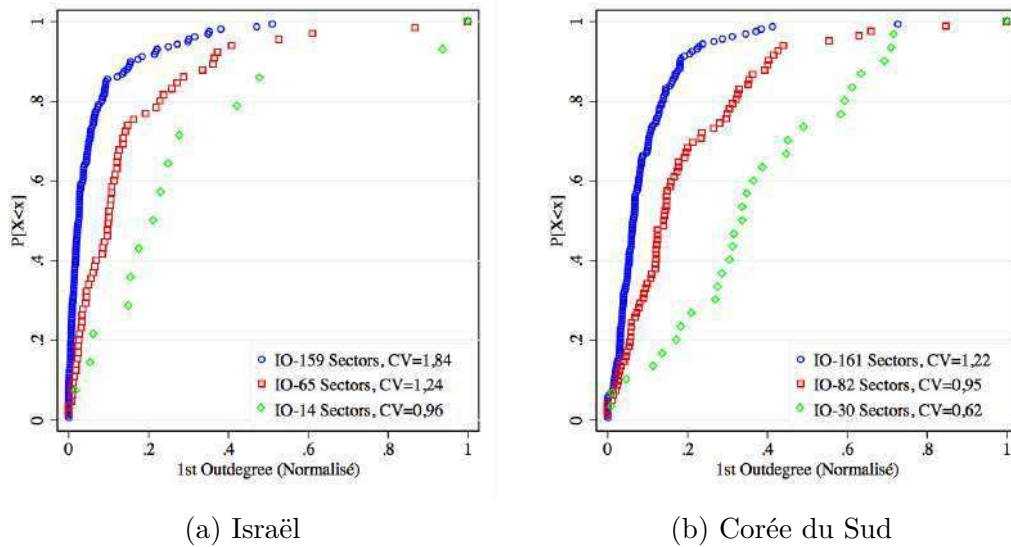 P[X<x]
1
.8
.6
.4
.2
0
IO-159 Sectors, CV=1,84
IO-65 Sectors, CV=1,24
IO-14 Sectors, CV=0,96
0 .2 .4 .6 .8 1
1st Outdegree (Normalisé)
(a) Israël
P[X<x]
1
.8
.6
.4
.2
0
IO-161 Sectors, CV=1,22
IO-82 Sectors, CV=0,95
IO-30 Sectors, CV=0,62
0 .2 .4 .6 .8 1
1st Outdegree (Normalisé)
(b) Corée du Sud